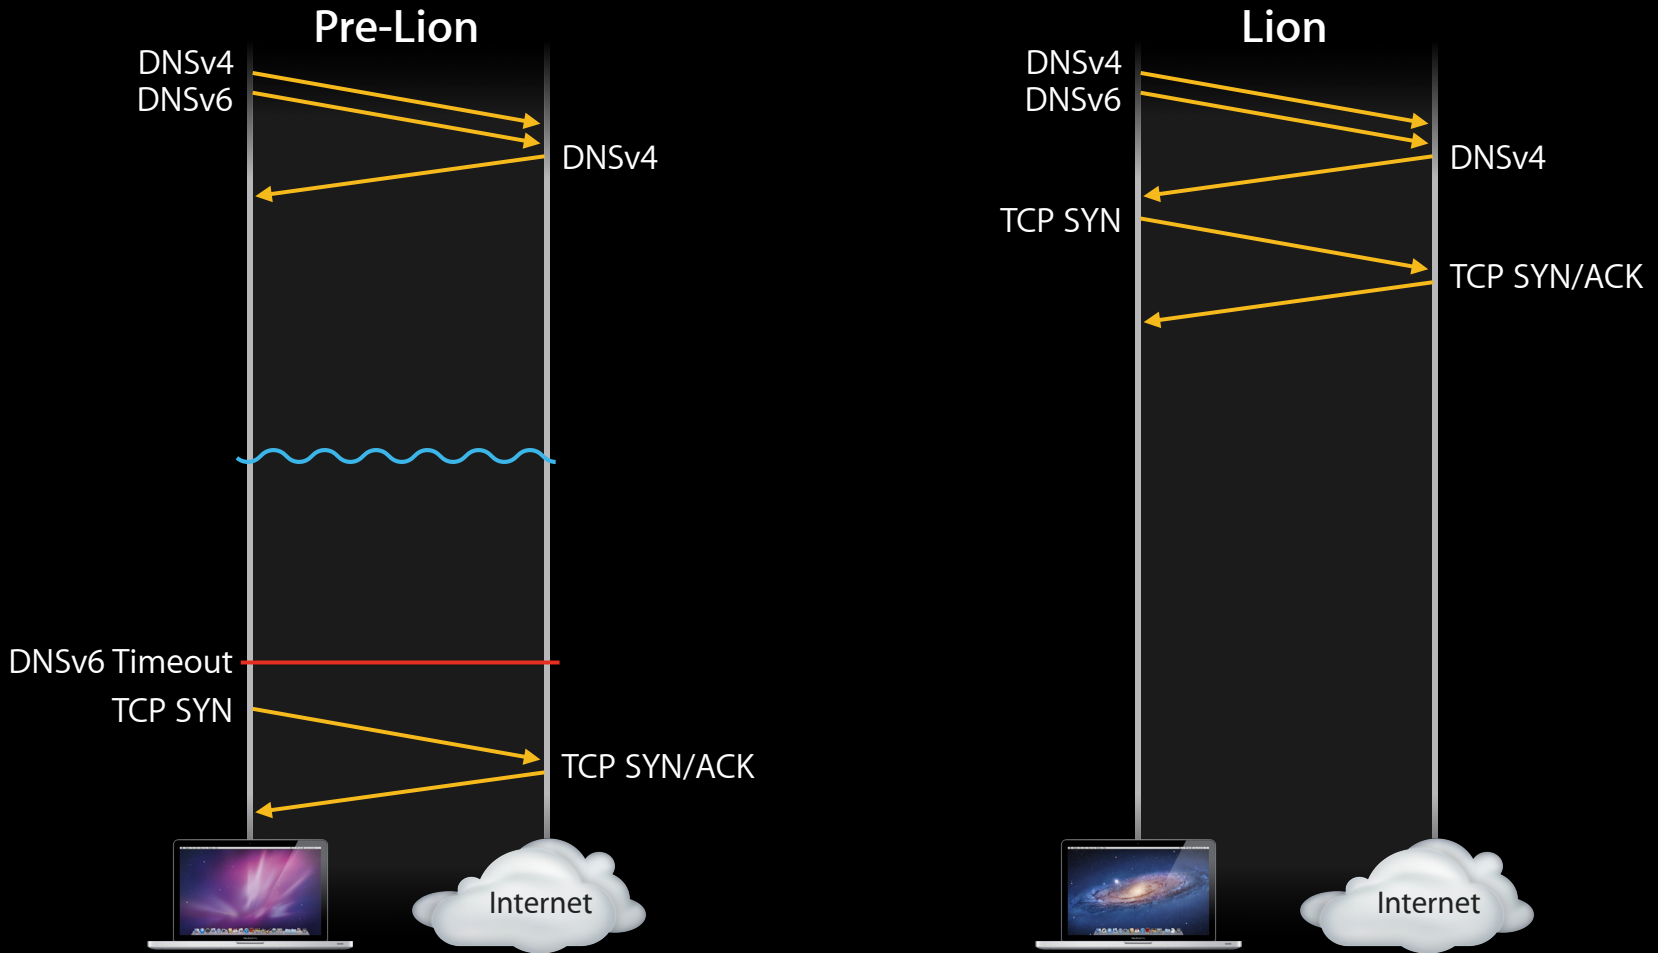 Pre-Lion
DNSv4
DNSv6
DNSv4
DNSv6 Timeout
TCP SYN
TCP SYN/ACK
Internet
Lion
DNSv4
DNSv6
DNSv4
TCP SYN
TCP SYN/ACK
Internet